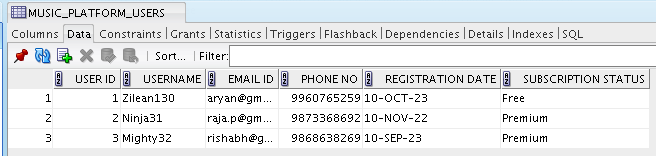 MUSIC_PLATFORM_USERS
Columns Data Constraints Grants Statistics Triggers Flashback Dependencies Details Indexes SQL
Sort... Filter:
USER ID USERNAME EMAIL ID PHONE NO REGISTRATION DATE SUBSCRIPTION STATUS
1 1 Zilean130 aryan@gm... 9960765259 10-OCT-23 Free
2 2 Ninja31 raja.p@gm... 9873368692 10-NOV-22 Premium
3 3 Mighty32 rishabh@g... 9868638269 10-SEP-23 Premium